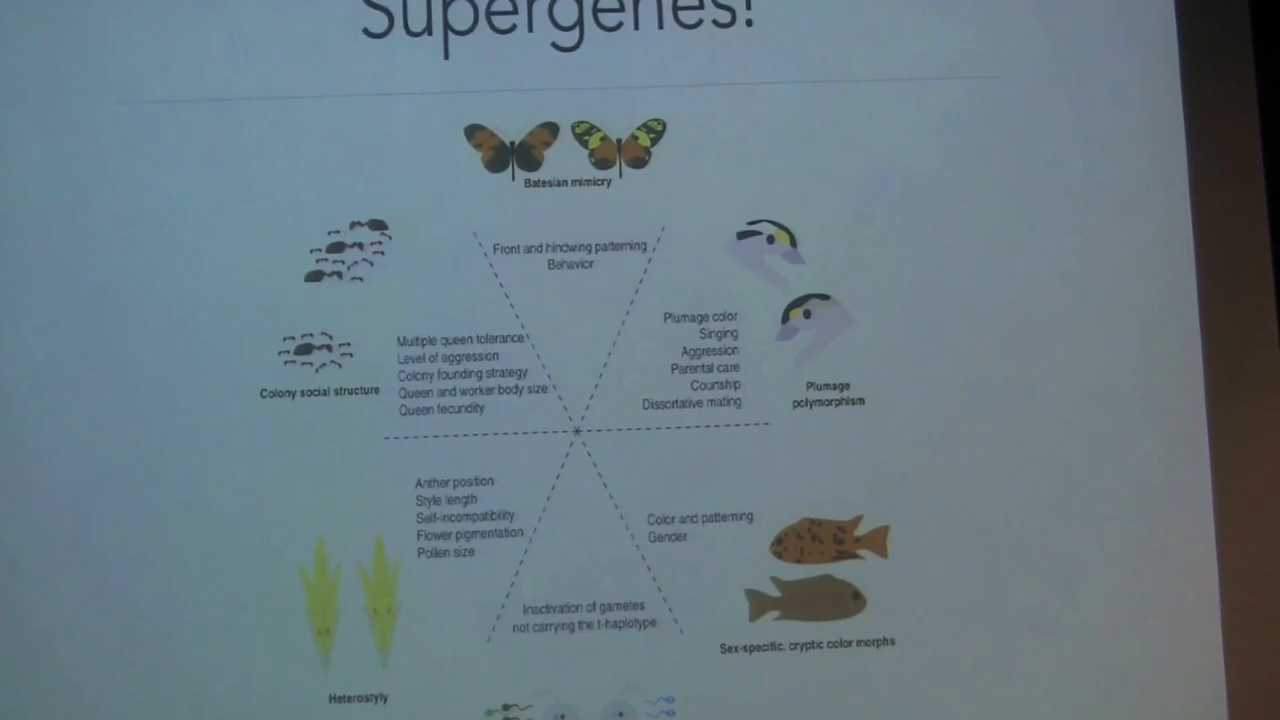 Supergenes!
Batesian mimicry
Front and hindwing patterning
Behavior
Multiple queen tolerance
Level of aggression
Colony founding strategy
Queen and worker body size
Queen fecundity
Colony social structure
Plumage color
Singing
Aggression
Parental care
Courtship
Dissortative mating
Plumage
polymorphism
Anther position
Style length
Self-incompatibility
Flower pigmentation
Pollen size
Heterostyly
Color and patterning
Gender
Sex-specific, cryptic color morphs
Inactivation of gametes
not carrying the t-haplotype